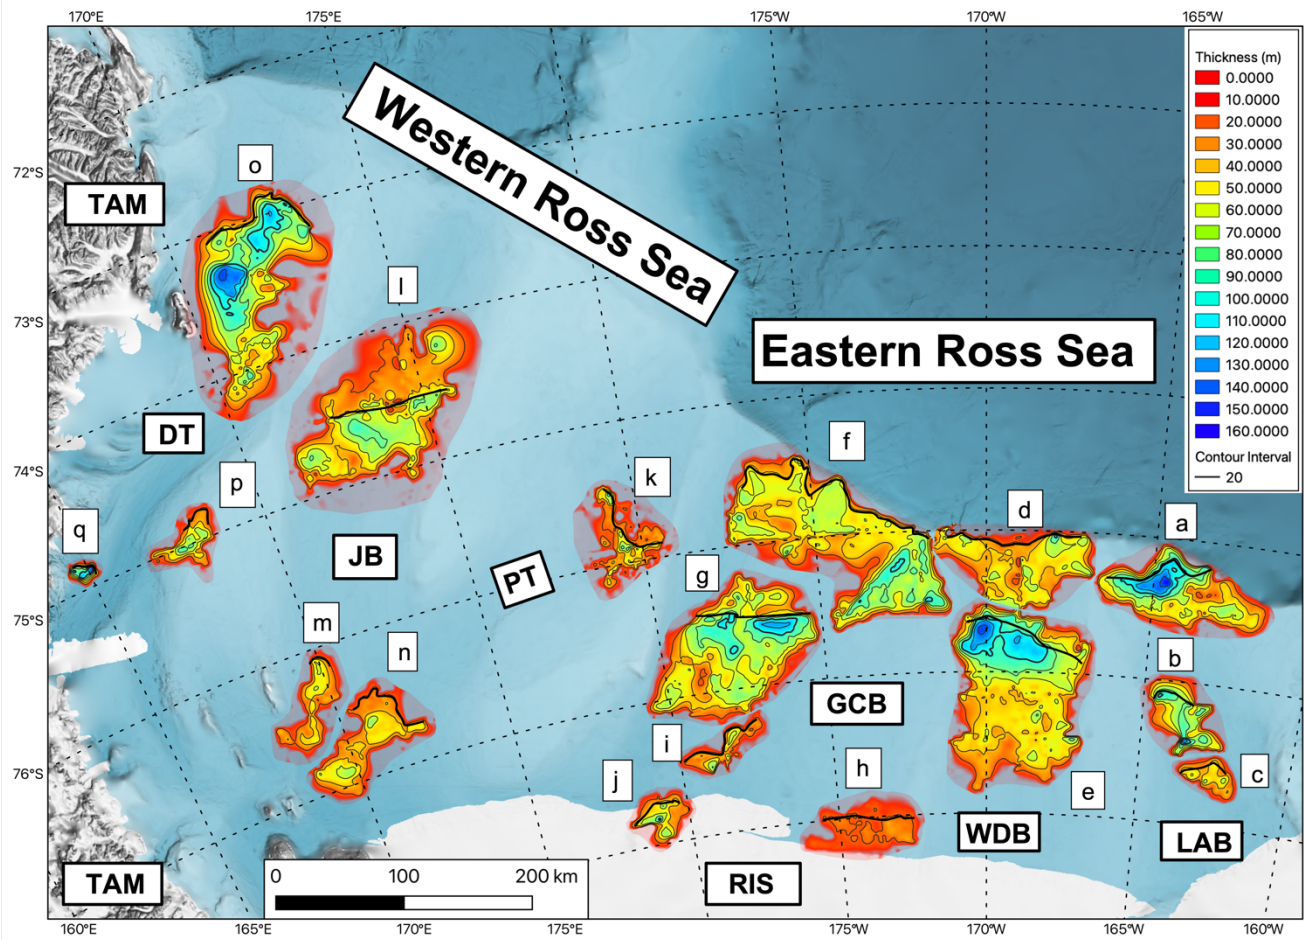 170°E 175°E 175°W 170°W 165°W
Thickness (m)
0.0000
10.0000
20.0000
30.0000
40.0000
50.0000
60.0000
70.0000
80.0000
90.0000
100.0000
110.0000
120.0000
130.0000
140.0000
150.0000
160.0000
Contour Interval
20
Western Ross Sea
Eastern Ross Sea
72°S
73°S
74°S
75°S
76°S
o
TAM
l
DT
f
p
k
d
a
q
JB
PT
g
m
n
b
GCB
i
j
h
c
e
WDB
LAB
TAM
RIS
0 100 200 km
160°E 165°E 170°E 175°E 175°W 170°W 165°W 160°W